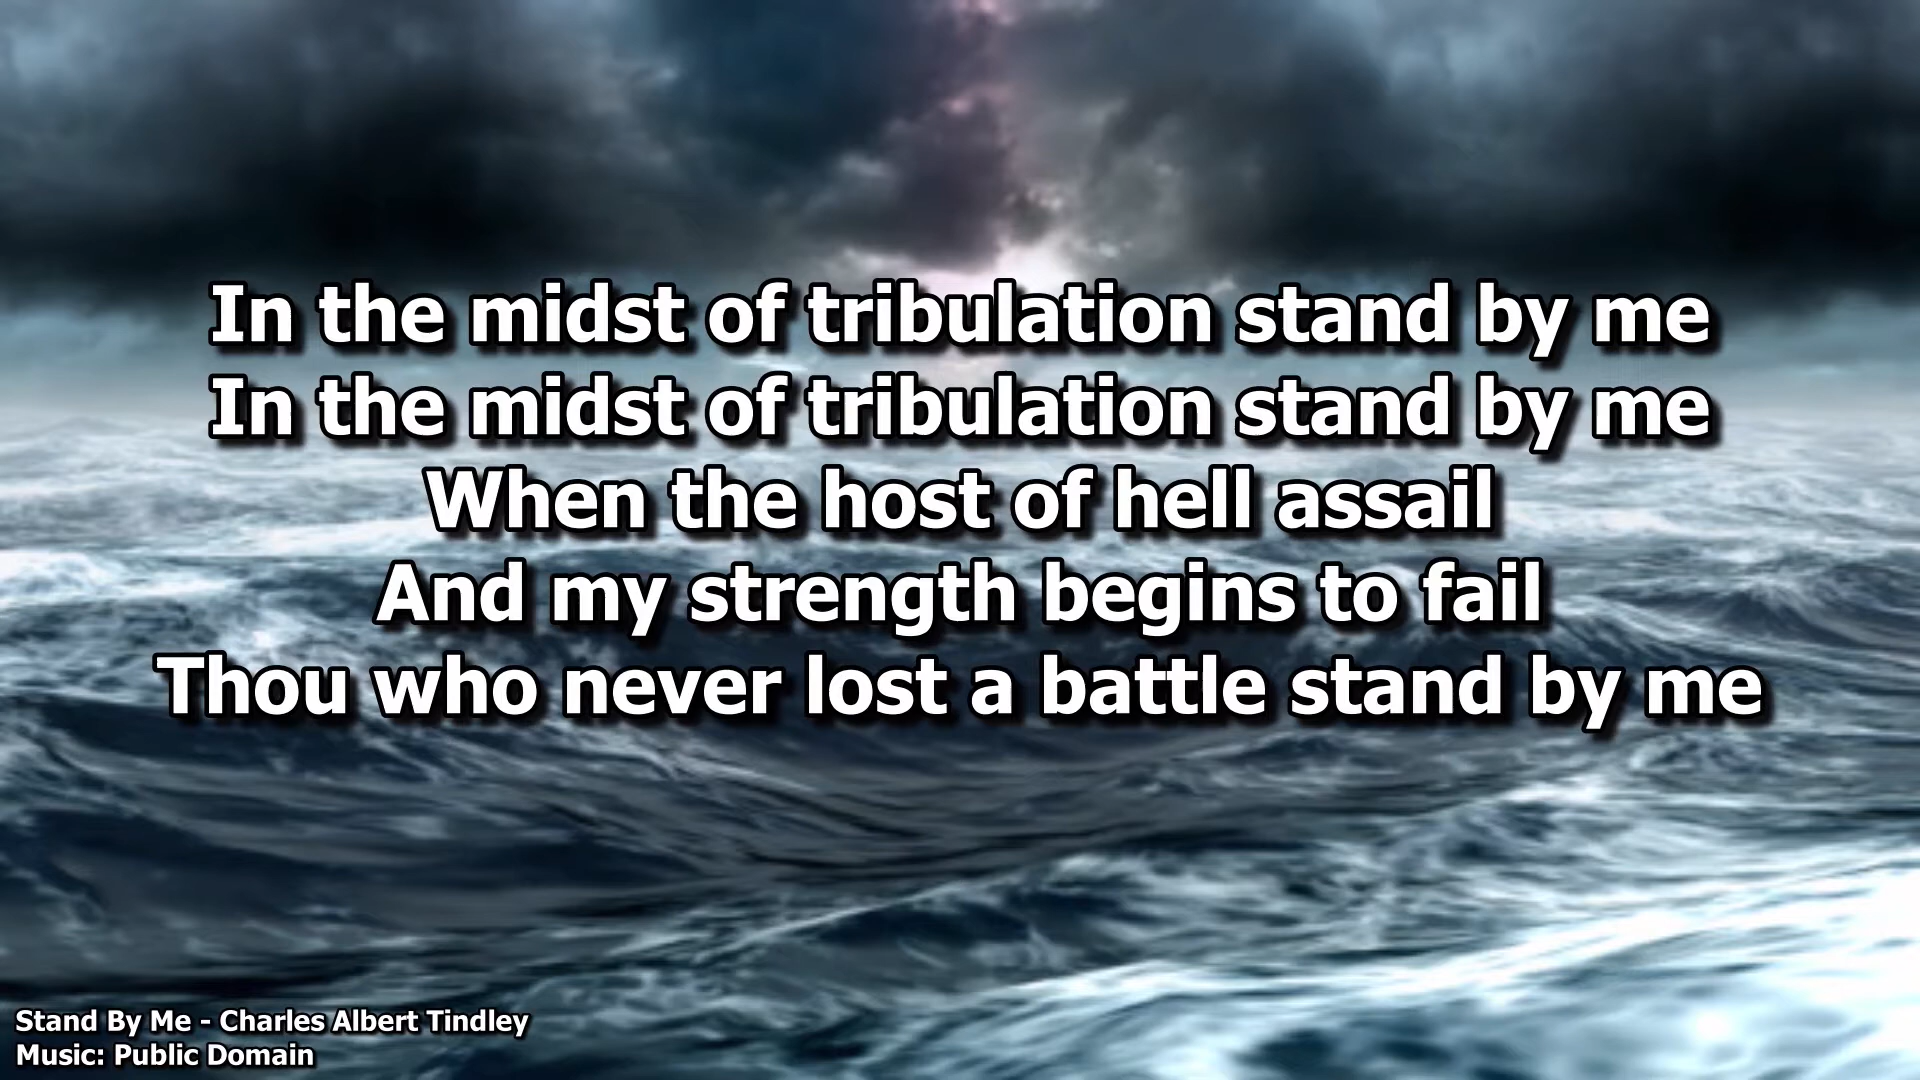 In the midst of tribulation stand by me
In the midst of tribulation stand by me
When the host of hell assail
And my strength begins to fail
Thou who never lost a battle stand by me
Stand By Me - Charles Albert Tindley
Music: Public Domain